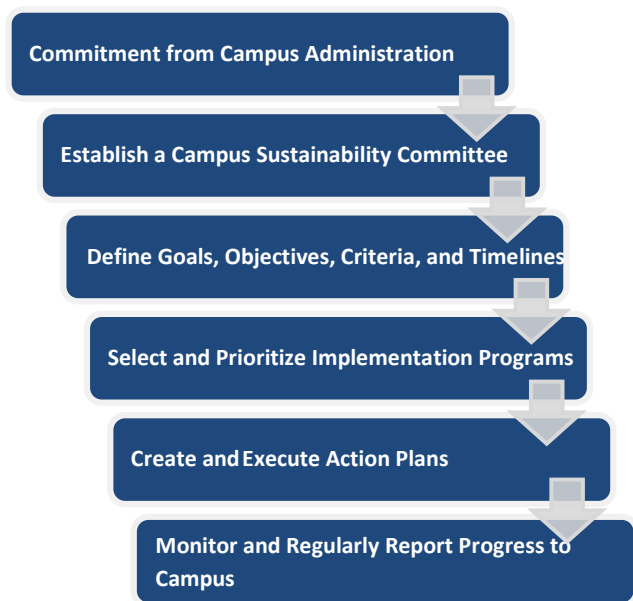 Commitment from Campus Administration
Establish a Campus Sustainability Committee
Define Goals, Objectives, Criteria, and Timelines
Select and Prioritize Implementation Programs
Create and Execute Action Plans
Monitor and Regularly Report Progress to
Campus